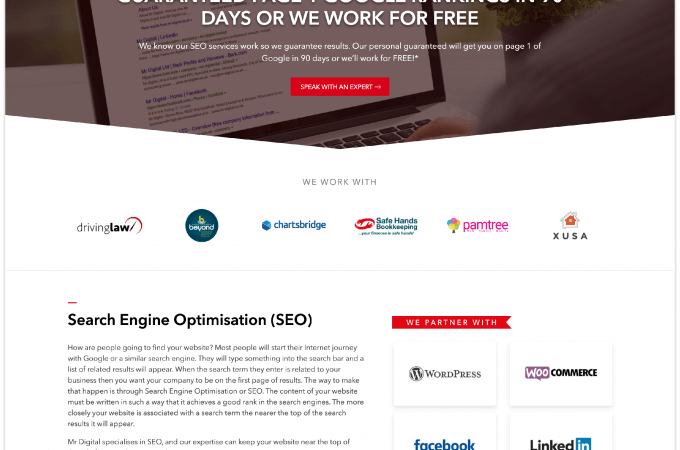 GUARANTEED PAGE 1 GOOGLE RANKINGS IN 90
DAYS OR WE WORK FOR FREE
We know our SEO services work so we guarantee results. Our personal guaranteed will get you on page 1 of
Google in 90 days or we'll work for FREE!*
SPEAK WITH AN EXPERT →
WE WORK WITH
drivinglaw
beyond
chartsbridge
Safe Hands
Bookkeeping
...your finances in safe hands!
pamtree
XUSA
Search Engine Optimisation (SEO)
How are people going to find your website? Most people will start their Internet journey
with Google or a similar search engine. They will type something into the search bar and a
list of related results will appear. When the search term they enter is related to your
business then you want your company to be on the first page of results. The way to make
that happen is through Search Engine Optimisation or SEO. The content of your website
must be written in such a way that it achieves a good rank in the search engines. The more
closely your website is associated with a search term the nearer the top of the search
results it will appear.
Mr Digital specialises in SEO, and our expertise can keep your website near the top of
WE PARTNER WITH
WORDPRESS
WOO COMMERCE
facebook
Linked in